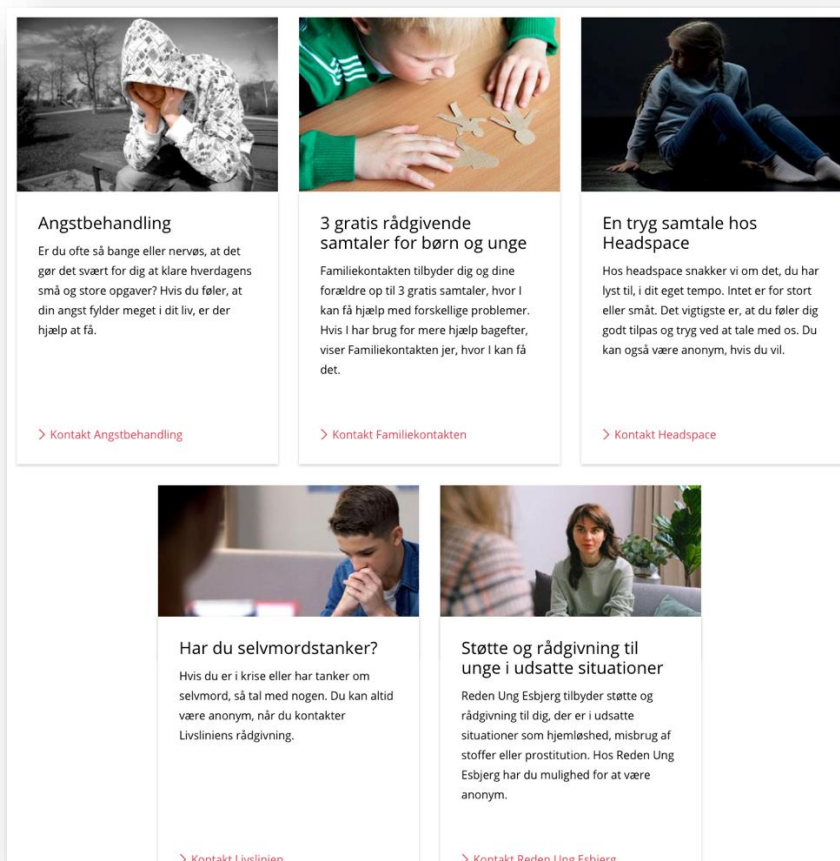 Angstbehandling
Er du ofte så bange eller nervøs, at det
gør det svært for dig at klare hverdagens
små og store opgaver? Hvis du føler, at
din angst fylder meget i dit liv, er der
hjælp at få.
> Kontakt Angstbehandling
3 gratis rådgivende
samtaler for børn og unge
Familiekontakten tilbyder dig og dine
forældre op til 3 gratis samtaler, hvor I
kan få hjælp med forskellige problemer.
Hvis I har brug for mere hjælp bagefter,
viser Familiekontakten jer, hvor I kan få
det.
> Kontakt Familiekontakten
En tryg samtale hos
Headspace
Hos headspace snakker vi om det, du har
lyst til, i dit eget tempo. Intet er for stort
eller småt. Det vigtigste er, at du føler dig
godt tilpas og tryg ved at tale med os. Du
kan også være anonym, hvis du vil.
> Kontakt Headspace
Har du selvmordstanker?
Hvis du er i krise eller har tanker om
selvmord, så tal med nogen. Du kan altid
være anonym, når du kontakter
Livsliniens rådgivning.
> Kontakt Livslinien
Støtte og rådgivning til
unge i udsatte situationer
Reden Ung Esbjerg tilbyder støtte og
rådgivning til dig, der er i udsatte
situationer som hjemløshed, misbrug af
stoffer eller prostitution. Hos Reden Ung
Esbjerg har du mulighed for at være
anonym.
> Kontakt Reden Ung Esbjerg